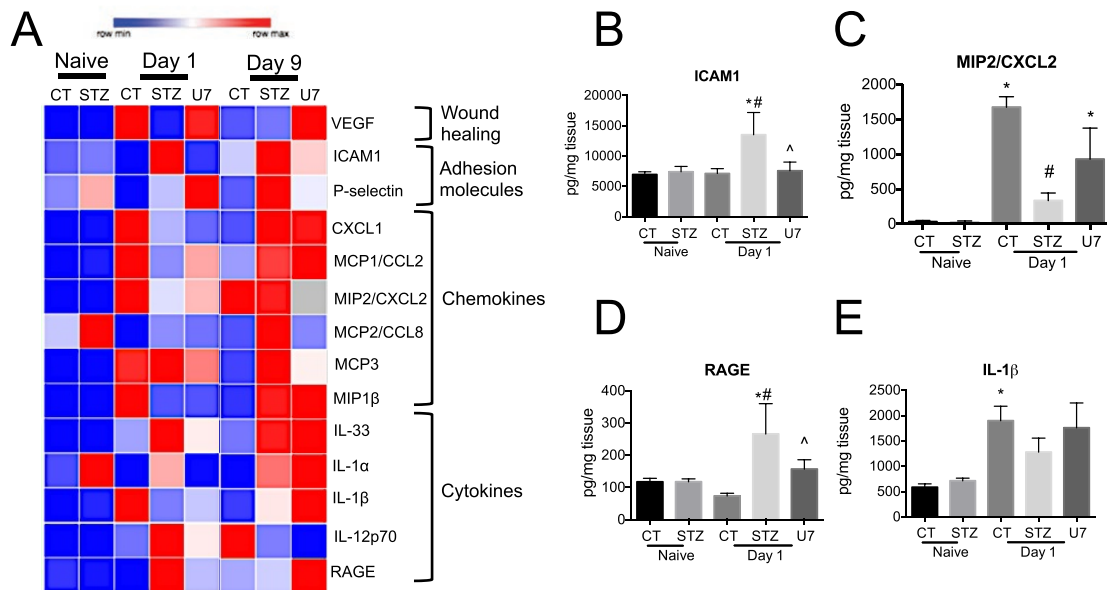 A
row min
row max
Naive Day 1 Day 9
CT STZ CT STZ U7 CT STZ U7
VEGF
ICAM1
P-selectin
CXCL1
MCP1/CCL2
MIP2/CXCL2
MCP2/CCL8
MCP3
MIP1β
IL-33
IL-1α
IL-1β
IL-12p70
RAGE
Wound
healing
Adhesion
molecules
Chemokines
Cytokines
B
ICAM1
pg/mg tissue
20000
15000
10000
5000
0
*#
^
CT STZ CT STZ U7
Naive Day 1
C
MIP2/CXCL2
pg/mg tissue
2000
1500
1000
500
0
*
#
*
CT STZ CT STZ U7
Naive Day 1
D
RAGE
pg/mg tissue
400
300
200
100
0
*#
^
CT STZ CT STZ U7
Naive Day 1
E
IL-1β
pg/mg tissue
2500
2000
1500
1000
500
0
*
CT STZ CT STZ U7
Naive Day 1